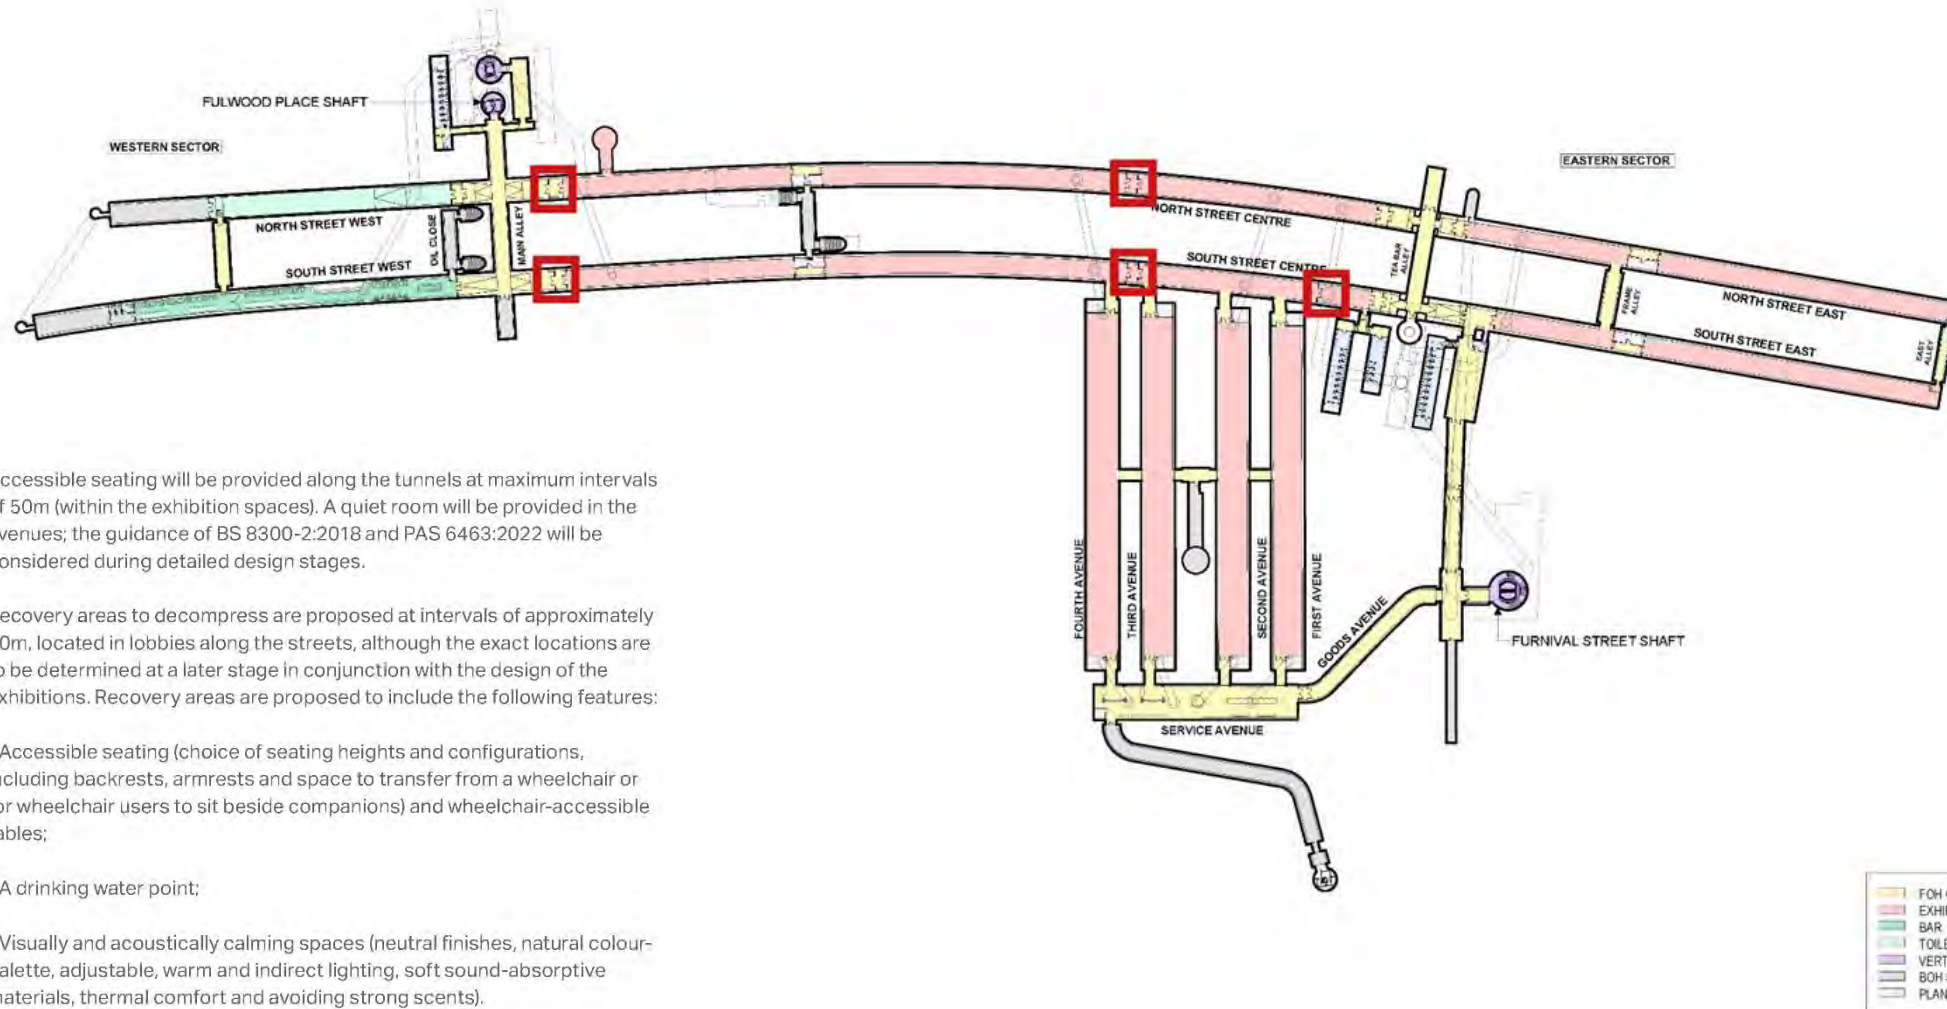 FULWOOD PLACE SHAFT
WESTERN SECTOR
EASTERN SECTOR
NORTH STREET WEST
OIL CLOSE
MAIN ALLEY
SOUTH STREET WEST
NORTH STREET CENTRE
SOUTH STREET CENTRE
TEA BAR
ALLEY
FRAME
ALLEY
NORTH STREET EAST
SOUTH STREET EAST
EAST
ALLEY
FOURTH AVENUE
THIRD AVENUE
SECOND AVENUE
FIRST AVENUE
GOODS AVENUE
FURNIVAL STREET SHAFT
SERVICE AVENUE
ccessible seating will be provided along the tunnels at maximum intervals
f 50m (within the exhibition spaces). A quiet room will be provided in the
venues; the guidance of BS 8300-2:2018 and PAS 6463:2022 will be
onsidered during detailed design stages.
ecovery areas to decompress are proposed at intervals of approximately
0m, located in lobbies along the streets, although the exact locations are
o be determined at a later stage in conjunction with the design of the
xhibitions. Recovery areas are proposed to include the following features:
Accessible seating (choice of seating heights and configurations,
ncluding backrests, armrests and space to transfer from a wheelchair or
or wheelchair users to sit beside companions) and wheelchair-accessible
ables;
A drinking water point;
Visually and acoustically calming spaces (neutral finishes, natural colour-
alette, adjustable, warm and indirect lighting, soft sound-absorptive
naterials, thermal comfort and avoiding strong scents).
FOH
EXHI
BAR
TOILE
VERT
BOH
PLAN